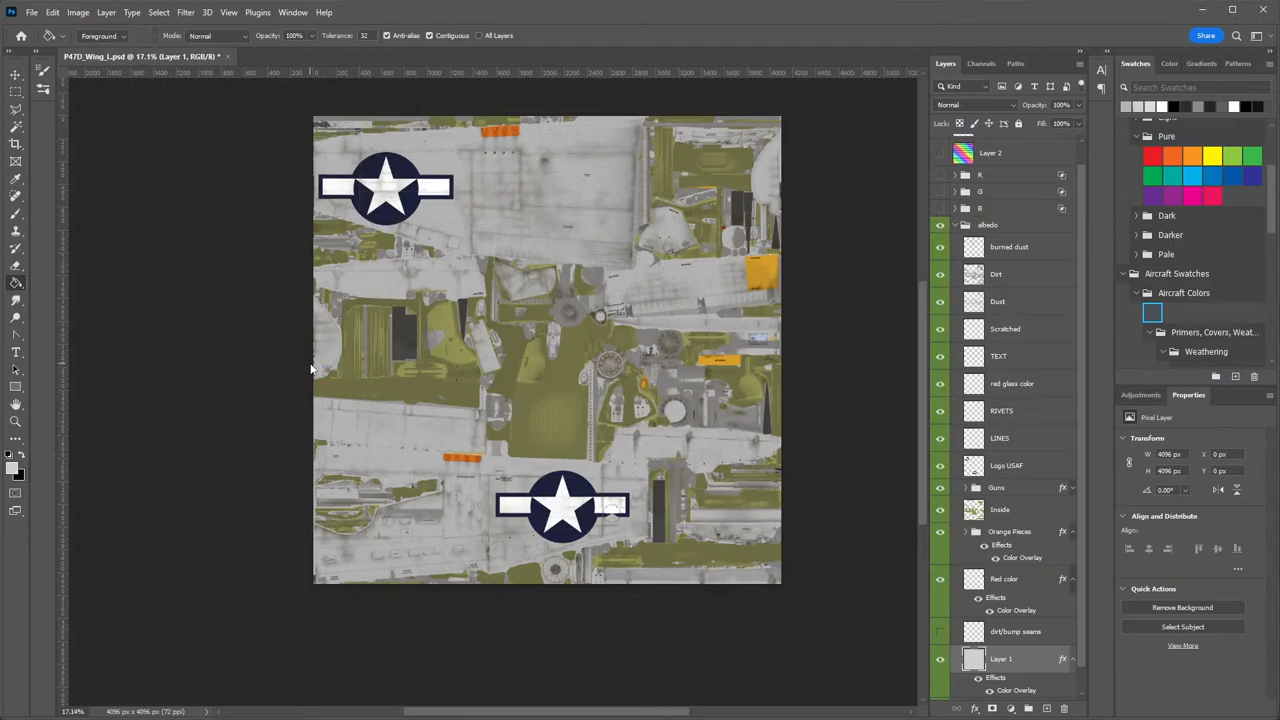 Ps File Edit Image Layer Type Select Filter 3D View Plugins Window Help
Foreground Mode: Normal Opacity: 100% Tolerance: 32 Anti-alias Contiguous All Layers Share
P47D_Wing_L.psd @ 17.1% (Layer 1, RGB/8) *
Layers Channels Paths
Kind
Normal Opacity: 100%
Lock: Fill: 100%
Layer 2
R
G
B
albedo
burned dust
Dirt
Dust
Scratched
TEXT
red glass color
RIVETS
LINES
Logo USAF
Guns fx
Inside
Orange Pieces fx
Effects
Color Overlay
Red color fx
Effects
Color Overlay
dirt/bump seams
Layer 1 fx
Effects
Color Overlay
Swatches Color Gradients Patterns
Search Swatches
Pure
Dark
Darker
Pale
Aircraft Swatches
Aircraft Colors
Primers, Covers, Weat...
Weathering
Adjustments Properties
Pixel Layer
Transform
W 4096 px X 0 px
H 4096 px Y 0 px
0.00°
Align and Distribute
Align:
Quick Actions
Remove Background
Select Subject
View More
17.14% 4096 px x 4096 px (72 ppi)